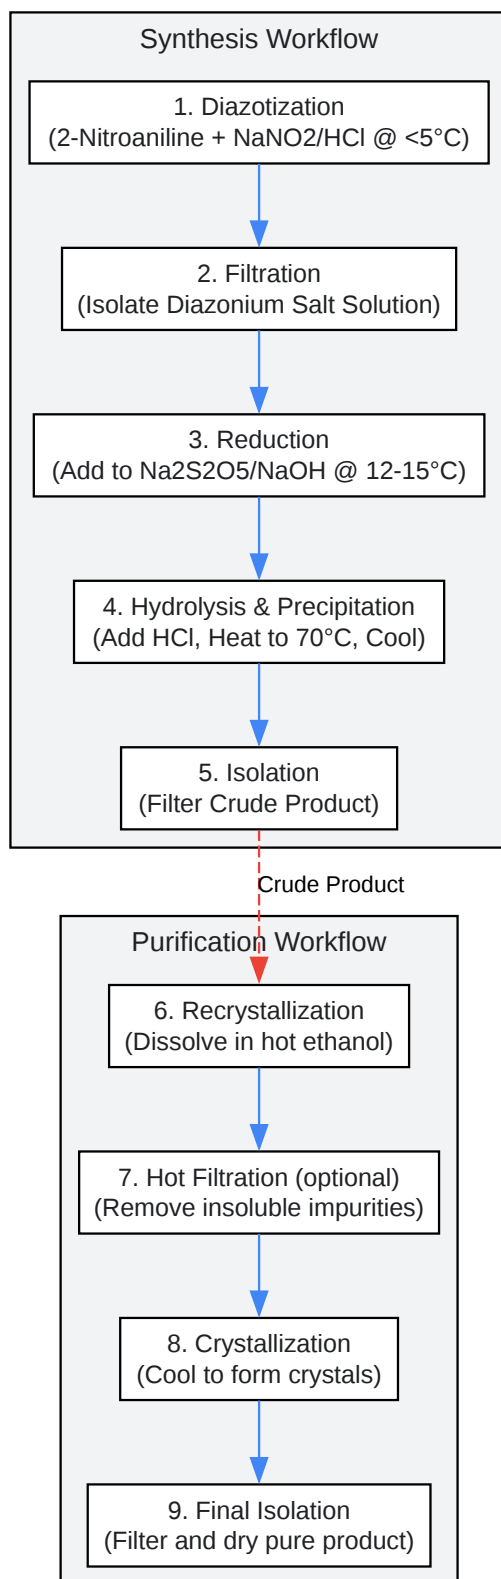 Synthesis Workflow
1. Diazotization
(2-Nitroaniline + NaNO2/HCl @ <5°C)
2. Filtration
(Isolate Diazonium Salt Solution)
3. Reduction
(Add to Na2S2O5/NaOH @ 12-15°C)
4. Hydrolysis & Precipitation
(Add HCl, Heat to 70°C, Cool)
5. Isolation
(Filter Crude Product)
Crude Product
Purification Workflow
6. Recrystallization
(Dissolve in hot ethanol)
7. Hot Filtration (optional)
(Remove insoluble impurities)
8. Crystallization
(Cool to form crystals)
9. Final Isolation
(Filter and dry pure product)